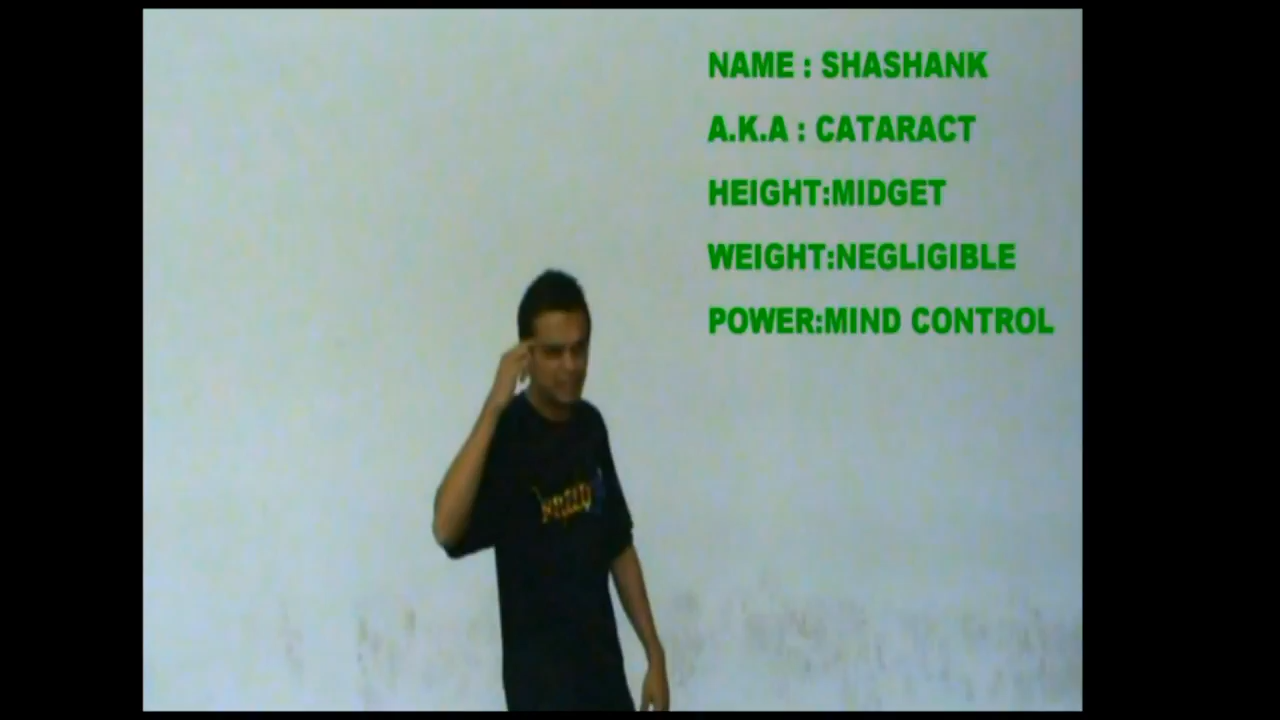 NAME : SHASHANK
A.K.A : CATARACT
HEIGHT:MIDGET
WEIGHT:NEGLIGIBLE
POWER:MIND CONTROL